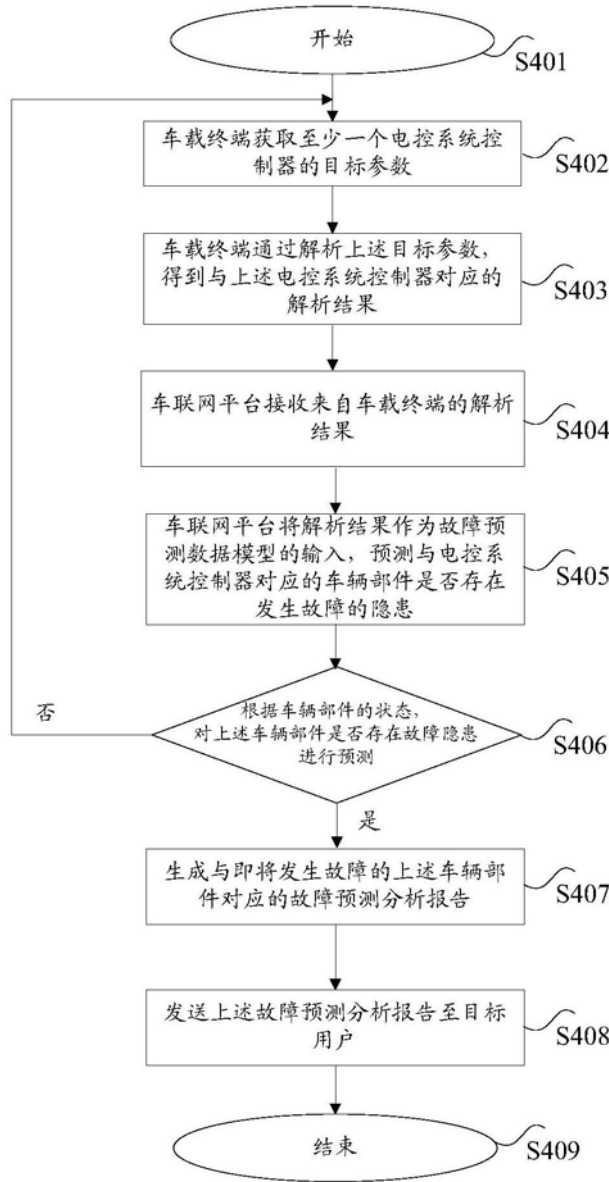 开始
S401
车载终端获取至少一个电控系统控
制器的目标参数
S402
车载终端通过解析上述目标参数，
得到与上述电控系统控制器对应的
解析结果
S403
车联网平台接收来自车载终端的解析
结果
S404
车联网平台将解析结果作为故障预
测数据模型的输入，预测与电控系
统控制器对应的车辆部件是否存在
发生故障的隐患
S405
否
根据车辆部件的状态，
对上述车辆部件是否存在故障隐患
进行预测
S406
是
生成与即将发生故障的上述车辆部
件对应的故障预测分析报告
S407
发送上述故障预测分析报告至目标
用户
S408
结束
S409